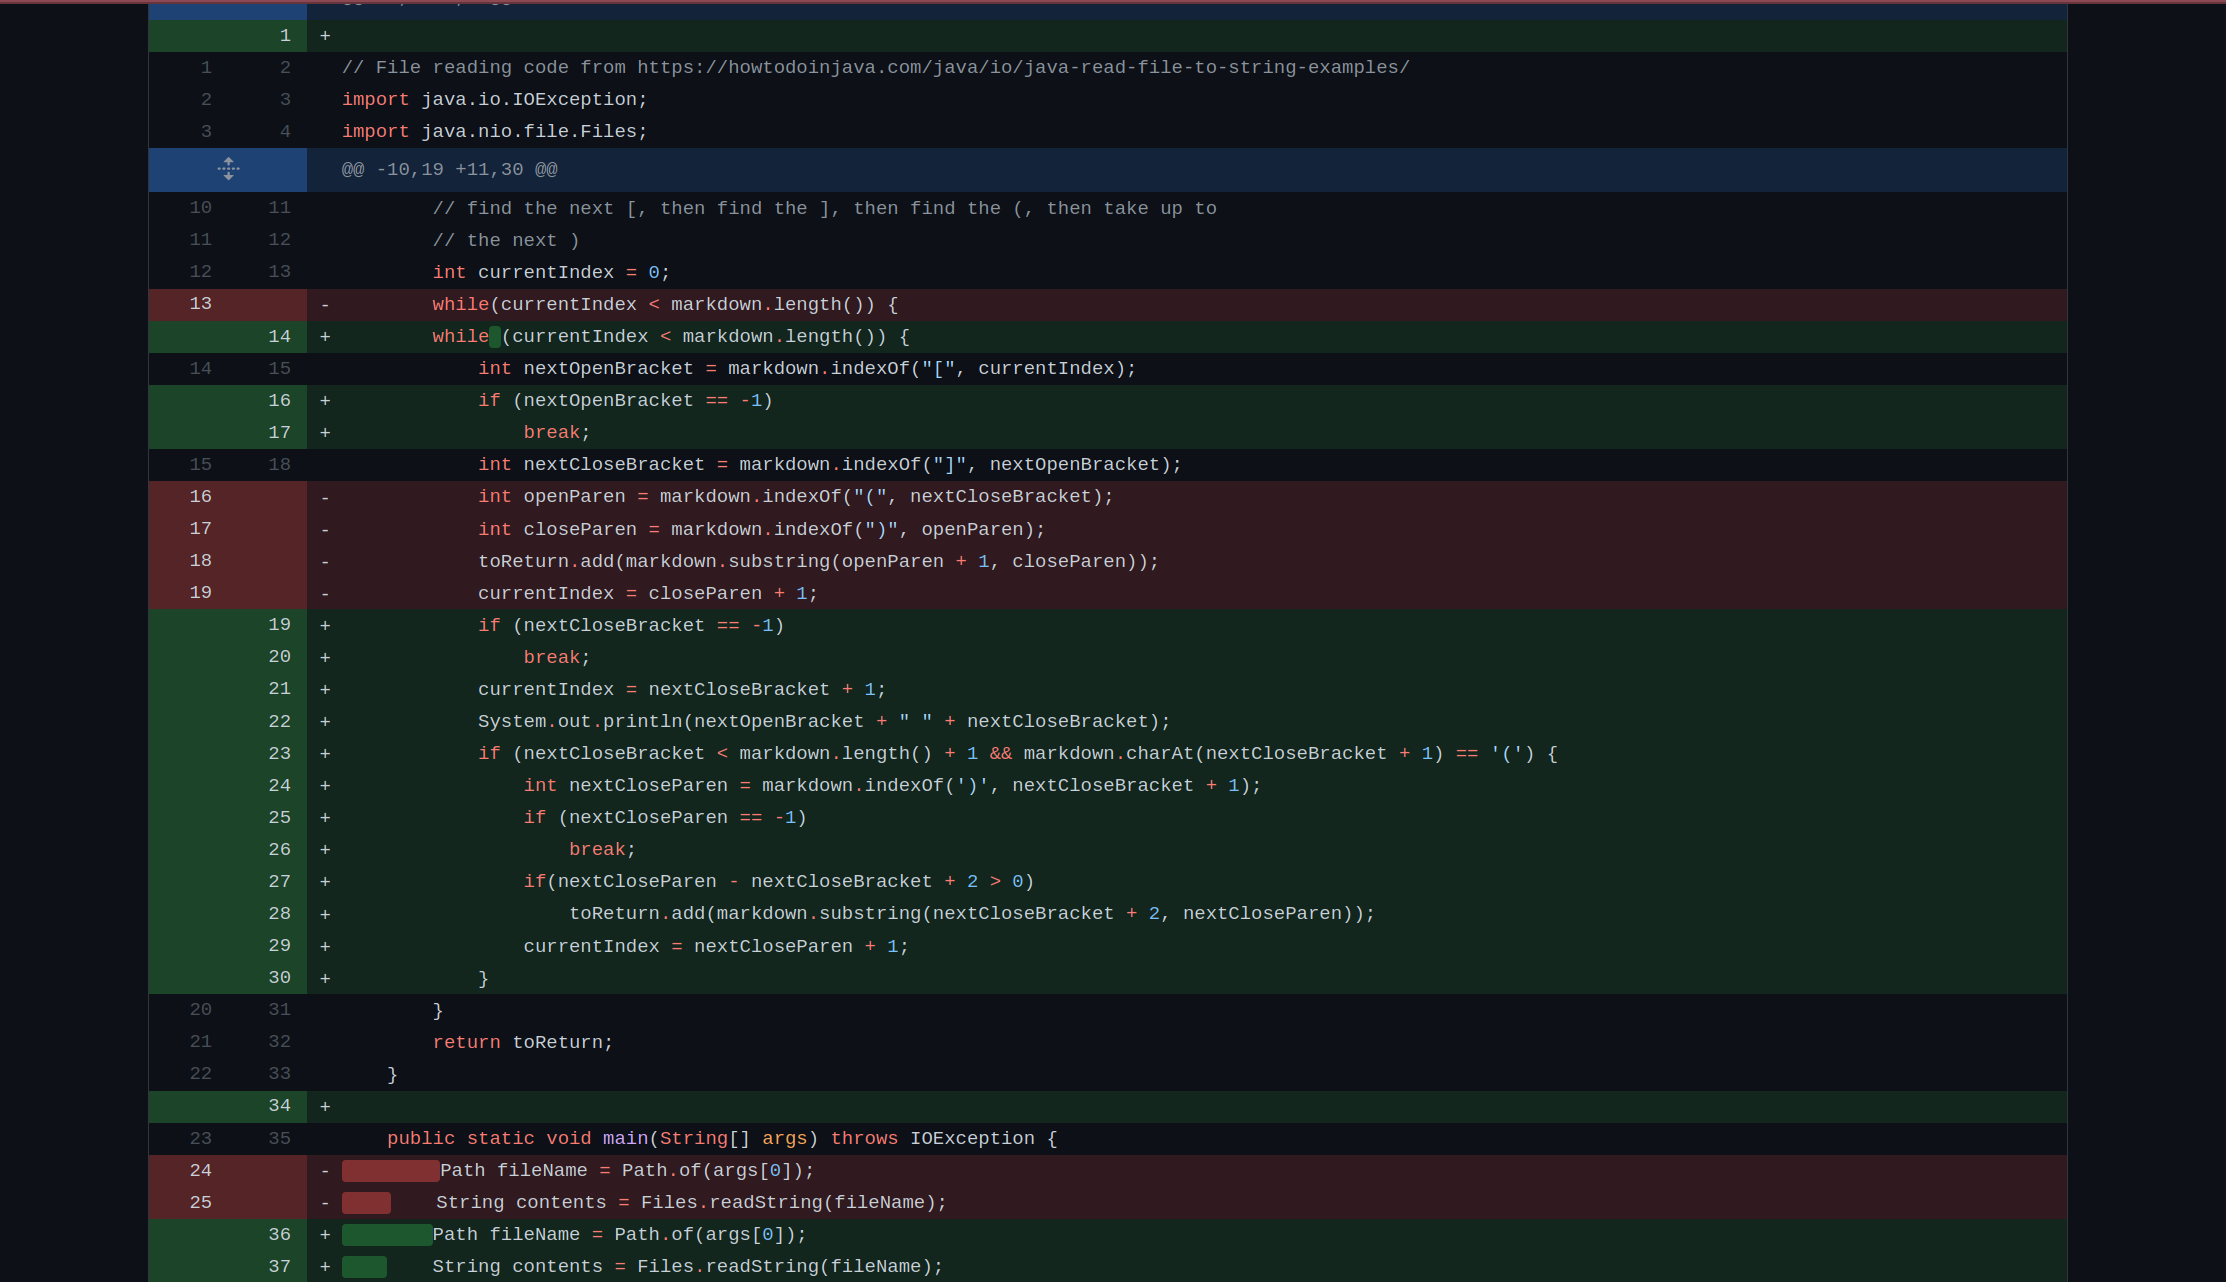 1 +
1 2 // File reading code from https://howtodoinjava.com/java/io/java-read-file-to-string-examples/
2 3 import java.io.IOException;
3 4 import java.nio.file.Files;
@@ -10,19 +11,30 @@
10 11 // find the next [, then find the ], then find the (, then take up to
11 12 // the next )
12 13 int currentIndex = 0;
13 - while(currentIndex < markdown.length()) {
14 + while (currentIndex < markdown.length()) {
14 15 int nextOpenBracket = markdown.indexOf("[", currentIndex);
16 + if (nextOpenBracket == -1)
17 + break;
15 18 int nextCloseBracket = markdown.indexOf("]", nextOpenBracket);
16 - int openParen = markdown.indexOf("(", nextCloseBracket);
17 - int closeParen = markdown.indexOf(")", openParen);
18 - toReturn.add(markdown.substring(openParen + 1, closeParen));
19 - currentIndex = closeParen + 1;
19 + if (nextCloseBracket == -1)
20 + break;
21 + currentIndex = nextCloseBracket + 1;
22 + System.out.println(nextOpenBracket + " " + nextCloseBracket);
23 + if (nextCloseBracket < markdown.length() + 1 && markdown.charAt(nextCloseBracket + 1) == '(') {
24 + int nextCloseParen = markdown.indexOf(')', nextCloseBracket + 1);
25 + if (nextCloseParen == -1)
26 + break;
27 + if(nextCloseParen - nextCloseBracket + 2 > 0)
28 + toReturn.add(markdown.substring(nextCloseBracket + 2, nextCloseParen));
29 + currentIndex = nextCloseParen + 1;
30 + }
20 31 }
21 32 return toReturn;
22 33 }
34 +
23 35 public static void main(String[] args) throws IOException {
24 - Path fileName = Path.of(args[0]);
25 - String contents = Files.readString(fileName);
36 + Path fileName = Path.of(args[0]);
37 + String contents = Files.readString(fileName);